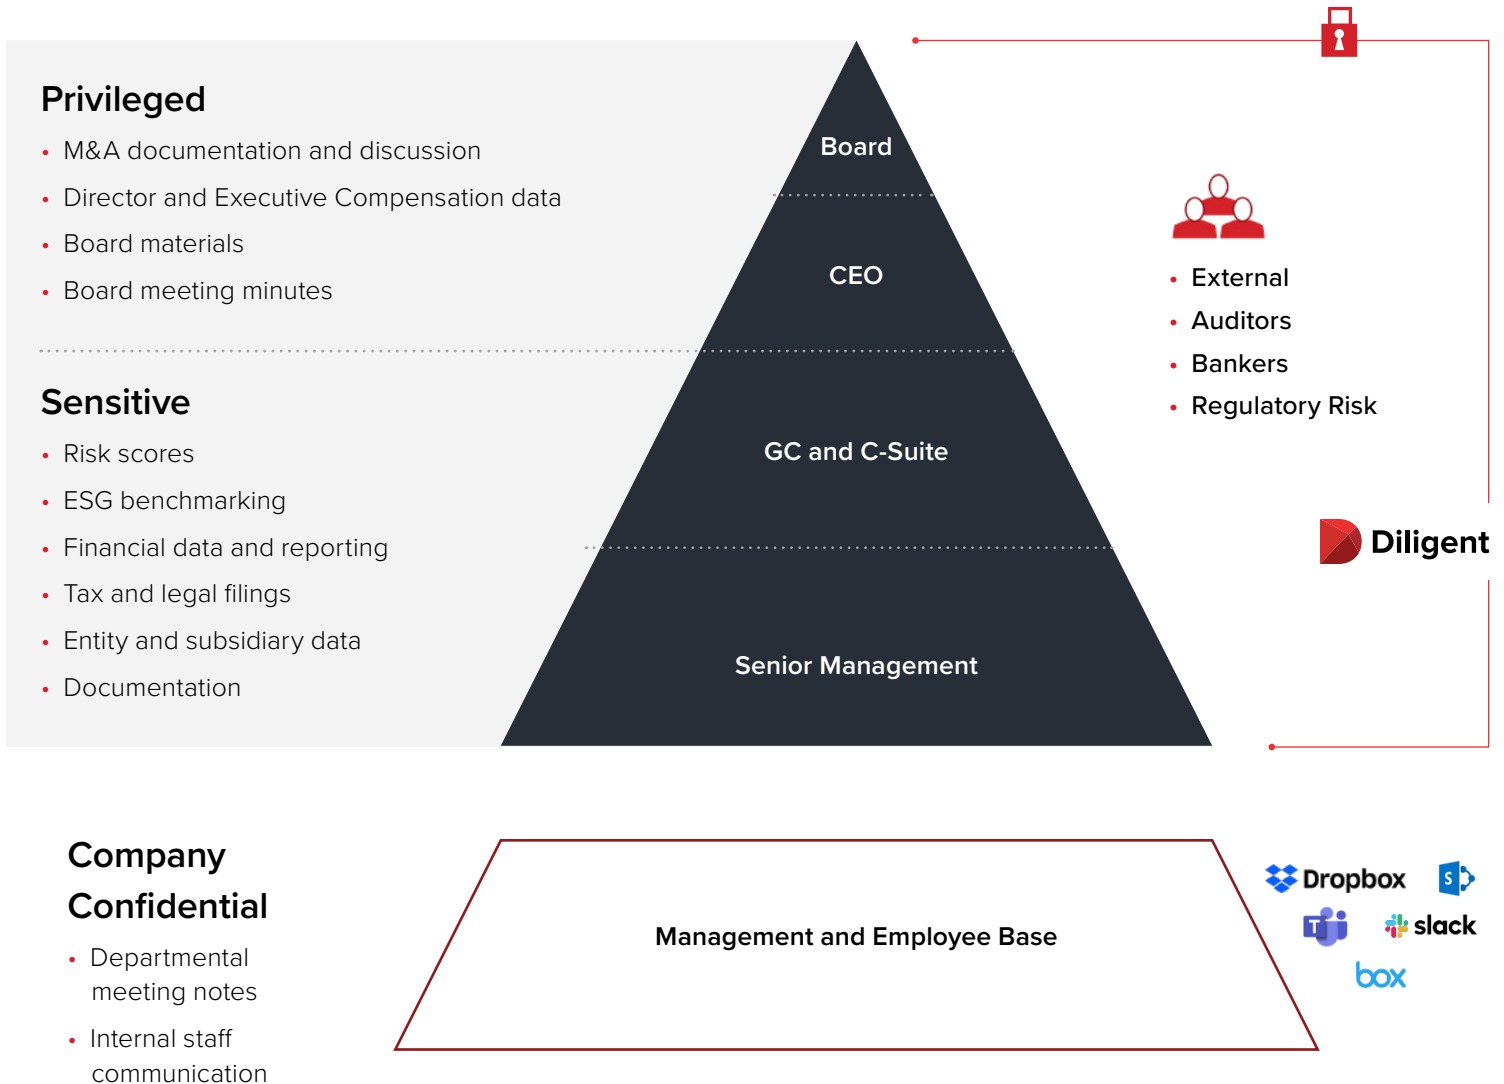 Privileged
• M&A documentation and discussion
• Director and Executive Compensation data
• Board materials
• Board meeting minutes
Sensitive
• Risk scores
• ESG benchmarking
• Financial data and reporting
• Tax and legal filings
• Entity and subsidiary data
• Documentation
Board
CEO
GC and C-Suite
Senior Management
• External
• Auditors
• Bankers
• Regulatory Risk
Diligent
Company
Confidential
• Departmental
meeting notes
• Internal staff
communication
Management and Employee Base
Dropbox
S
T
slack
box